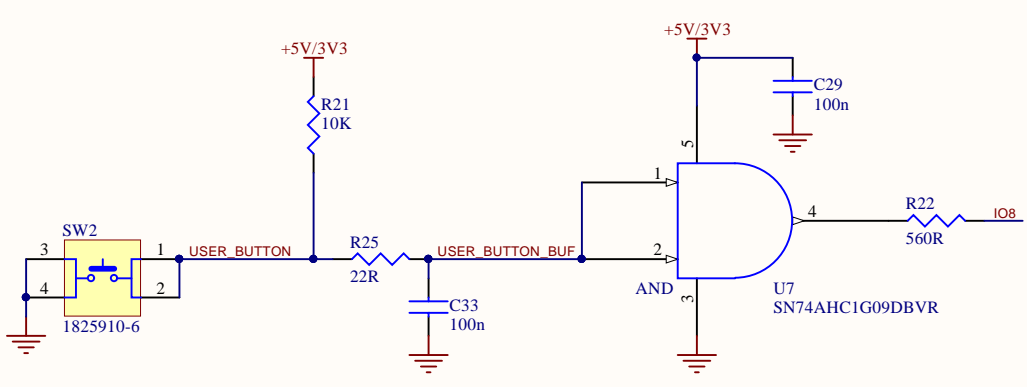 +5V/3V3
R21
10K
SW2
3
4
1
2
1825910-6
USER_BUTTON
R25
22R
USER_BUTTON_BUF
C33
100n
+5V/3V3
C29
100n
5
1
2
3
4
AND
U7
SN74AHC1G09DBVR
R22
560R
IO8